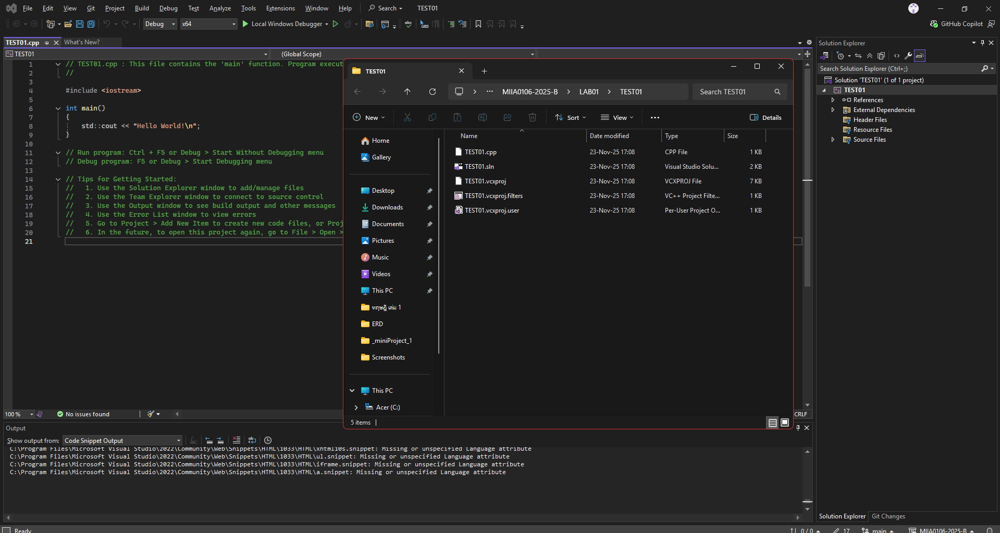 File Edit View Git Project Build Debug Test Analyze Tools Extensions Window Help Search TEST01
Debug x64 Local Windows Debugger GitHub Copilot
TEST01.cpp What's New?
TEST01 (Global Scope)
1 // TEST01.cpp : This file contains the 'main' function. Program execut
2 //
3
4 #include <iostream>
5
6 int main()
7 {
8 std::cout << "Hello World!\n";
9 }
10
11 // Run program: Ctrl + F5 or Debug > Start Without Debugging menu
12 // Debug program: F5 or Debug > Start Debugging menu
13
14 // Tips for Getting Started:
15 // 1. Use the Solution Explorer window to add/manage files
16 // 2. Use the Team Explorer window to connect to source control
17 // 3. Use the Output window to see build output and other messages
18 // 4. Use the Error List window to view errors
19 // 5. Go to Project > Add New Item to create new code files, or Proj
20 // 6. In the future, to open this project again, go to File > Open >
21
100 % No issues found
CRLF
TEST01
MIIA0106-2025-B > LAB01 > TEST01 Search TEST01
New Sort View Details
Home
Gallery
Desktop
Downloads
Documents
Pictures
Music
Videos
This PC
ทฤษฎี เล่ม 1
ERD
_miniProject_1
Screenshots
This PC
Acer (C:)
Name Date modified Type Size
TEST01.cpp 23-Nov-25 17:08 CPP File 1 KB
TEST01.sln 23-Nov-25 17:08 Visual Studio Solu... 2 KB
TEST01.vcxproj 23-Nov-25 17:08 VCXPROJ File 7 KB
TEST01.vcxproj.filters 23-Nov-25 17:08 VC++ Project Filte... 1 KB
TEST01.vcxproj.user 23-Nov-25 17:08 Per-User Project O... 1 KB
5 items
Solution Explorer
Search Solution Explorer (Ctrl+;)
Solution 'TEST01' (1 of 1 project)
TEST01
References
External Dependencies
Header Files
Resource Files
Source Files
Solution Explorer Git Changes
Output
Show output from: Code Snippet Output
C:\Program Files\Microsoft Visual Studio\2022\Community\Web\Snippets\HTML\1033\HTML\xhtml10s.snippet: Missing or unspecified Language attribute
C:\Program Files\Microsoft Visual Studio\2022\Community\Web\Snippets\HTML\1033\HTML\ul.snippet: Missing or unspecified Language attribute
C:\Program Files\Microsoft Visual Studio\2022\Community\Web\Snippets\HTML\1033\HTML\iframe.snippet: Missing or unspecified Language attribute
C:\Program Files\Microsoft Visual Studio\2022\Community\Web\Snippets\HTML\1033\HTML\a.snippet: Missing or unspecified Language attribute
Ready 0 / 0 17 main MIIA0106-2025-B